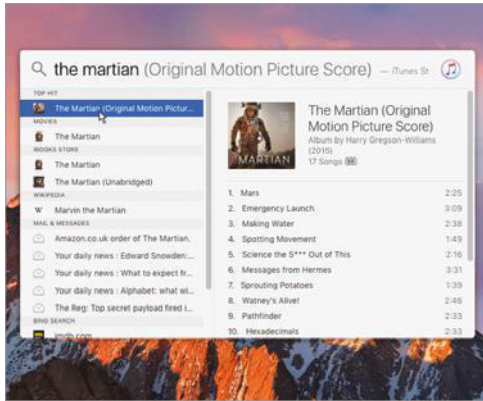 the martian (Original Motion Picture Score) — iTunes St
TOP HIT
The Martian (Original Motion Pictur...
MOVIES
The Martian
IBOOKS STORE
The Martian
The Martian (Unabridged)
WIKIPEDIA
W Marvin the Martian
MAIL & MESSAGES
Amazon.co.uk order of The Martian.
Your daily news : Edward Snowden:...
Your daily news : What to expect fr...
Your daily news : Alphabet: what wi...
The Reg: Top secret payload fired i...
BING SEARCH
imdb.com
MARTIAN
The Martian (Original
Motion Picture Score)
Album by Harry Gregson-Williams
(2015)
17 Songs
1. Mars 2:25
2. Emergency Launch 3:09
3. Making Water 2:38
4. Spotting Movement 1:49
5. Science the S*** Out of This 2:16
6. Messages from Hermes 3:31
7. Sprouting Potatoes 1:39
8. Watney's Alive! 2:46
9. Pathfinder 2:33
10. Hexadecimals 2:33